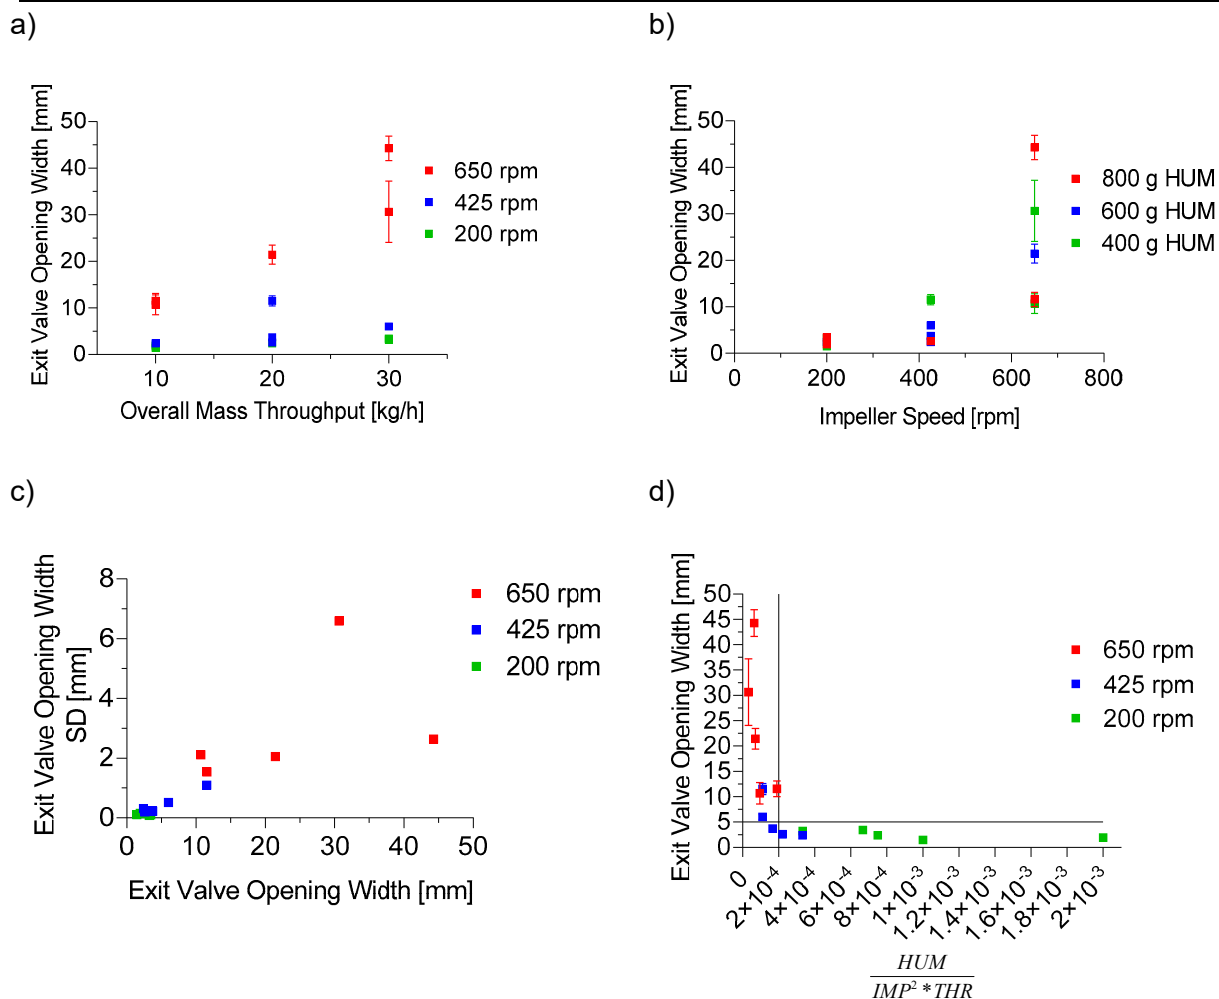 a)
Exit Valve Opening Width [mm]
50
40
30
20
10
0
10
20
30
Overall Mass Throughput [kg/h]
650 rpm
425 rpm
200 rpm
b)
Exit Valve Opening Width [mm]
50
40
30
20
10
0
0
200
400
600
800
Impeller Speed [rpm]
800 g HUM
600 g HUM
400 g HUM
c)
Exit Valve Opening Width
SD [mm]
8
6
4
2
0
0
10
20
30
40
50
Exit Valve Opening Width [mm]
650 rpm
425 rpm
200 rpm
d)
Exit Valve Opening Width [mm]
50
45
40
35
30
25
20
15
10
5
0
0
2×10⁻⁴
4×10⁻⁴
6×10⁻⁴
8×10⁻⁴
1×10⁻³
1.2×10⁻³
1.4×10⁻³
1.6×10⁻³
1.8×10⁻³
2×10⁻³
HUM
IMP² * THR
650 rpm
425 rpm
200 rpm